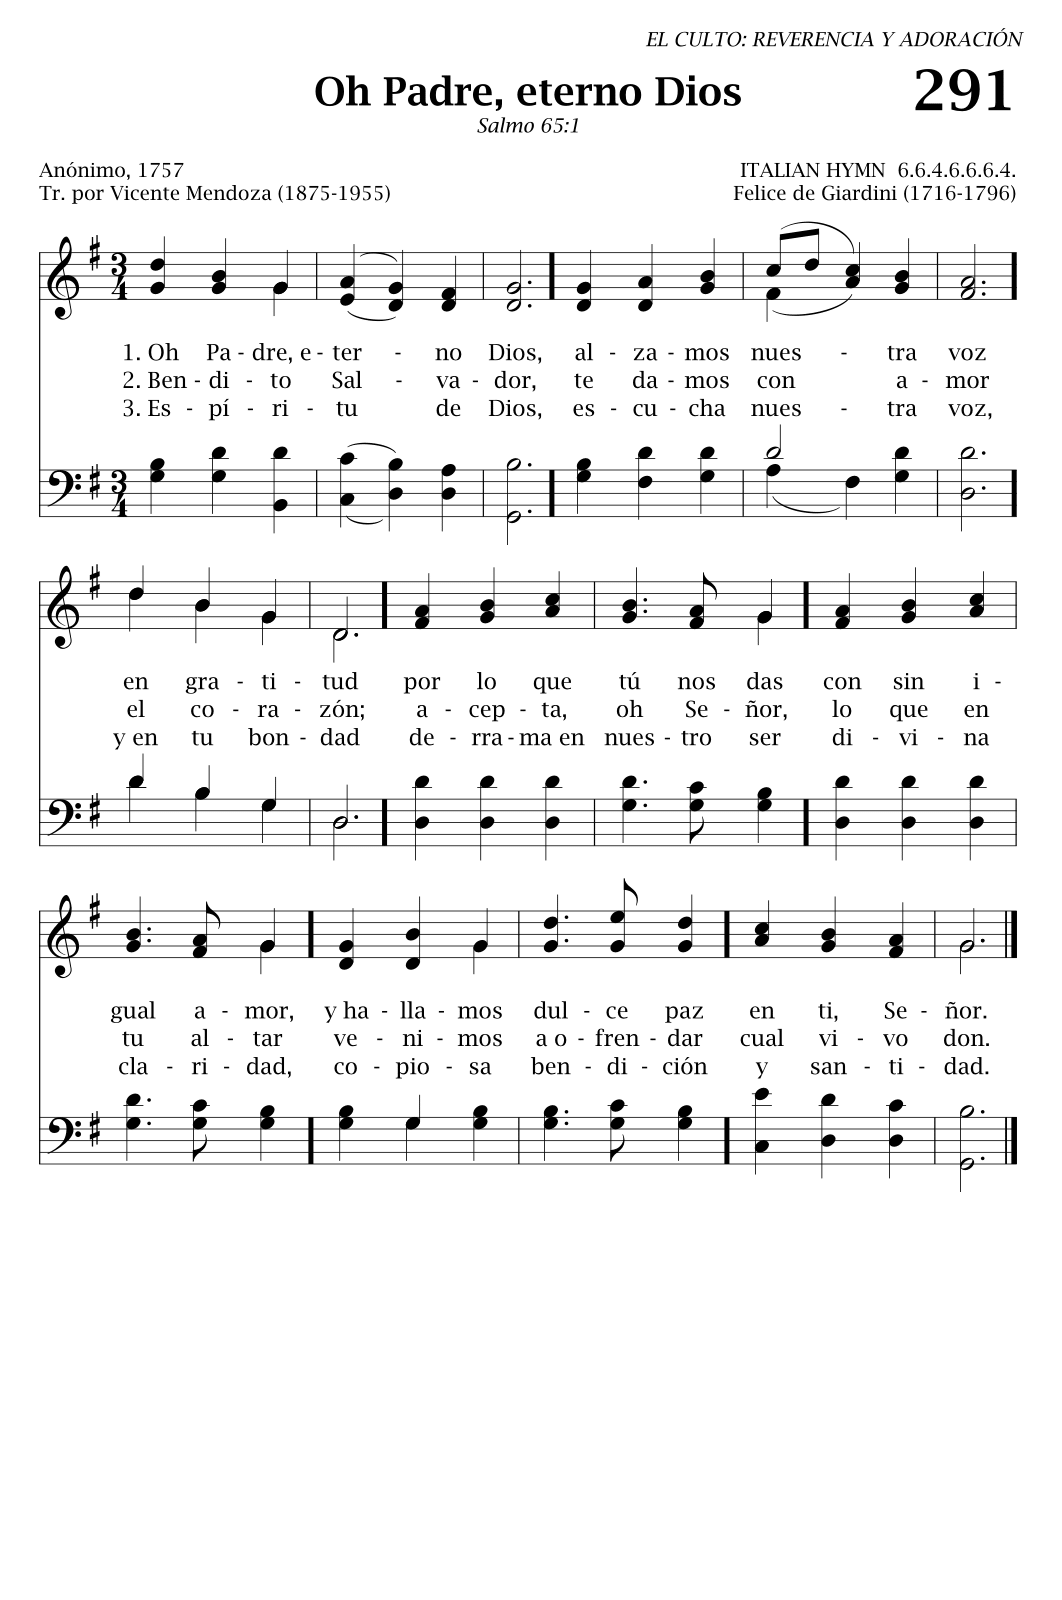 EL CULTO: REVERENCIA Y ADORACIÓN
291
Oh Padre, eterno Dios
Salmo 65:1
Anónimo, 1757
ITALIAN HYMN 6.6.4.6.6.6.4.
Tr. por Vicente Mendoza (1875-1955)
Felice de Giardini (1716-1796)
1. Oh Pa - dre, e - ter - no Dios, al - za - mos nues - tra voz
2. Ben - di - to Sal - va - dor, te da - mos con a - mor
3. Es - pí - ri - tu de Dios, es - cu - cha nues - tra voz,
en gra - ti - tud por lo que tú nos das con sin i -
el co - ra - zón; a - cep - ta, oh Se - ñor, lo que en
y en tu bon - dad de - rra - ma en nues - tro ser di - vi - na
gual a - mor, y ha - lla - mos dul - ce paz en ti, Se - ñor.
tu al - tar ve - ni - mos a o - fren - dar cual vi - vo don.
cla - ri - dad, co - pio - sa ben - di - ción y san - ti - dad.